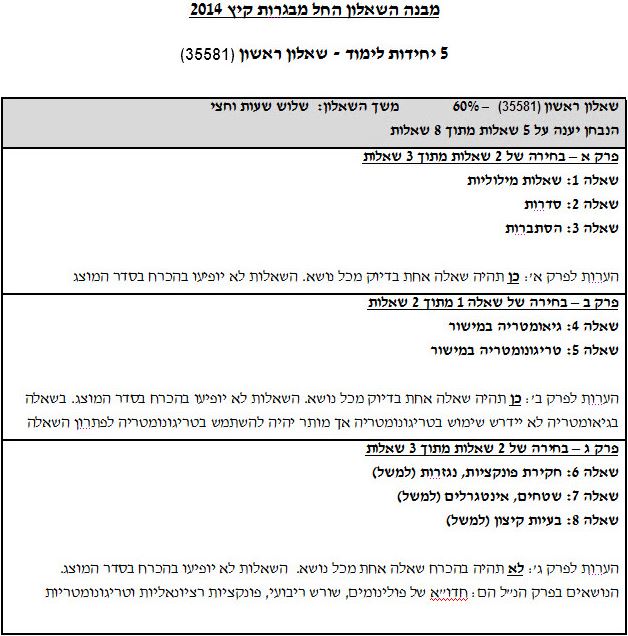 מבנה השאלון החל מבגרות קיץ 2014
5 יחידות לימוד - שאלון ראשון (35581)
שאלון ראשון (35581) – 60% משך השאלון: שלוש שעות וחצי
הנבחן יענה על 5 שאלות מתוך 8 שאלות
פרק א – בחירה של 2 שאלות מתוך 3 שאלות
שאלה 1: שאלות מילוליות
שאלה 2: סדרות
שאלה 3: הסתברות
הערות לפרק א': כן תהיה שאלה אחת בדיוק מכל נושא. השאלות לא יופיעו בהכרח בסדר המוצג
פרק ב – בחירה של שאלה 1 מתוך 2 שאלות
שאלה 4: גיאומטריה במישור
שאלה 5: טריגונומטריה במישור
הערות לפרק ב': כן תהיה שאלה אחת בדיוק מכל נושא. השאלות לא יופיעו בהכרח בסדר המוצג. בשאלה
בגיאומטריה לא יידרש שימוש בטריגונומטריה אך מותר יהיה להשתמש בטריגונומטריה לפתרון השאלה
פרק ג – בחירה של 2 שאלות מתוך 3 שאלות
שאלה 6: חקירת פונקציות, נגזרות (למשל)
שאלה 7: שטחים, אינטגרלים (למשל)
שאלה 8: בעיות קיצון (למשל)
הערות לפרק ג': לא תהיה בהכרח שאלה אחת מכל נושא. השאלות לא יופיעו בהכרח בסדר המוצג.
הנושאים בפרק הנ"ל הם: חדו"א של פולינומים, שורש ריבועי, פונקציות רציונאליות וטריגונומטריות